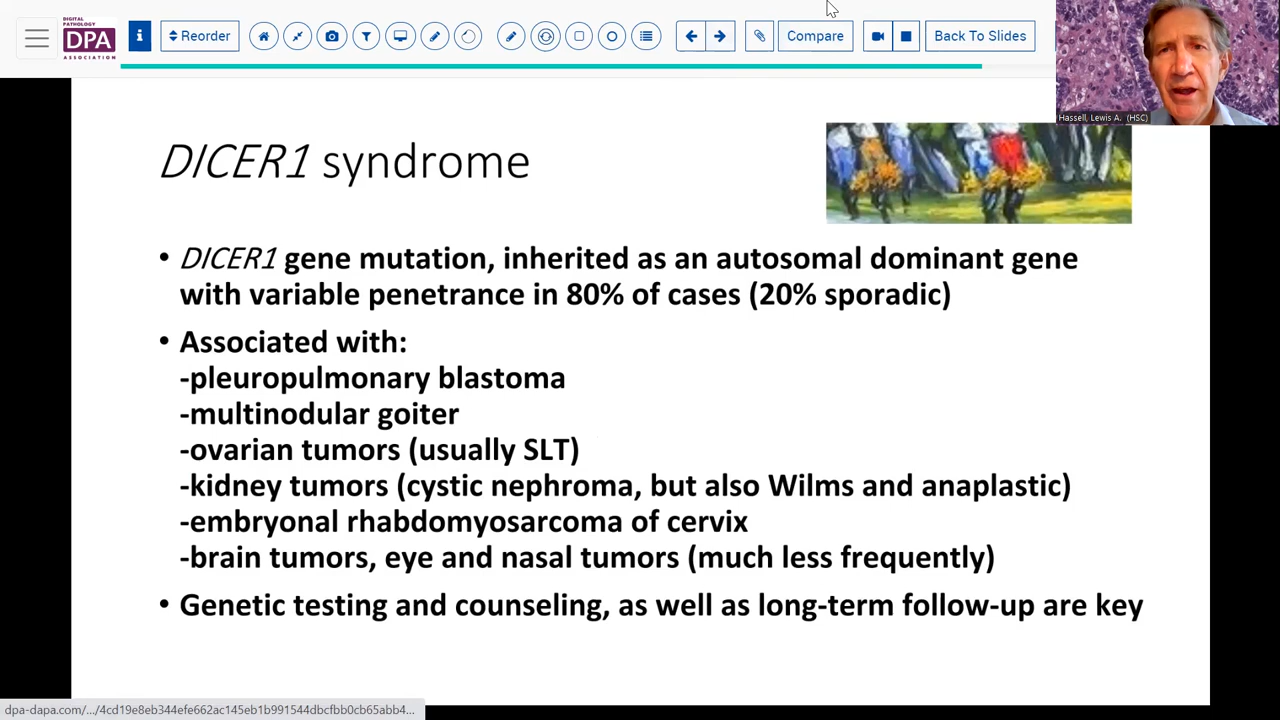 DIGITAL
PATHOLOGY
DPA
ASSOCIATION
i
Reorder
Compare
Back To Slides
Hassell, Lewis A. (HSC)
DICER1 syndrome
• DICER1 gene mutation, inherited as an autosomal dominant gene
with variable penetrance in 80% of cases (20% sporadic)
• Associated with:
-pleuropulmonary blastoma
-multinodular goiter
-ovarian tumors (usually SLT)
-kidney tumors (cystic nephroma, but also Wilms and anaplastic)
-embryonal rhabdomyosarcoma of cervix
-brain tumors, eye and nasal tumors (much less frequently)
• Genetic testing and counseling, as well as long-term follow-up are key
dpa-dapa.com/.../4cd19e8eb344efe662ac145eb1b991544dbcfbb0cb65abb4...